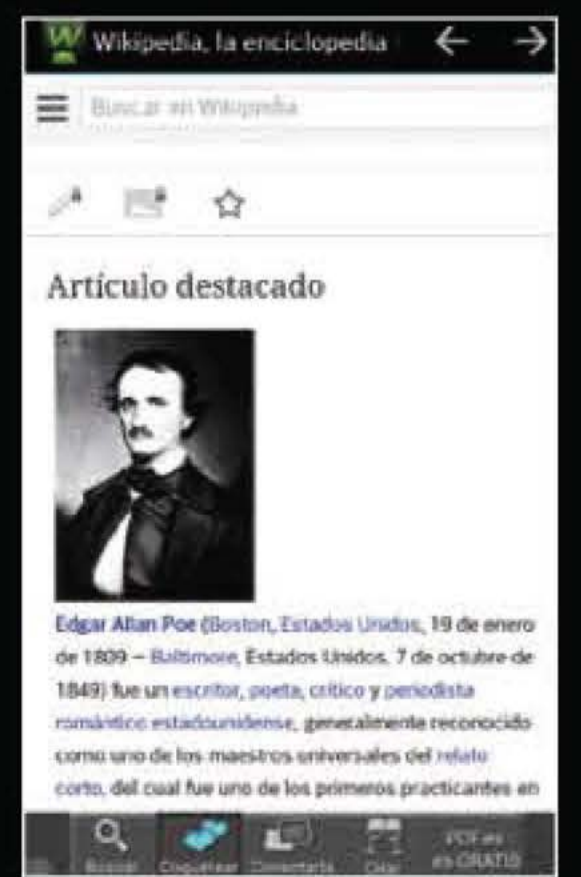 Wikipedia, la enciclopedia
Buscar en Wikipedia
Artículo destacado
Edgar Allan Poe (Boston, Estados Unidos, 19 de enero
de 1809 – Baltimore, Estados Unidos, 7 de octubre de
1849) fue un escritor, poeta, crítico y periodista
romántico estadounidense, generalmente reconocido
como uno de los maestros universales del relato
corto, del cual fue uno de los primeros practicantes en
Buscar
GRATIS